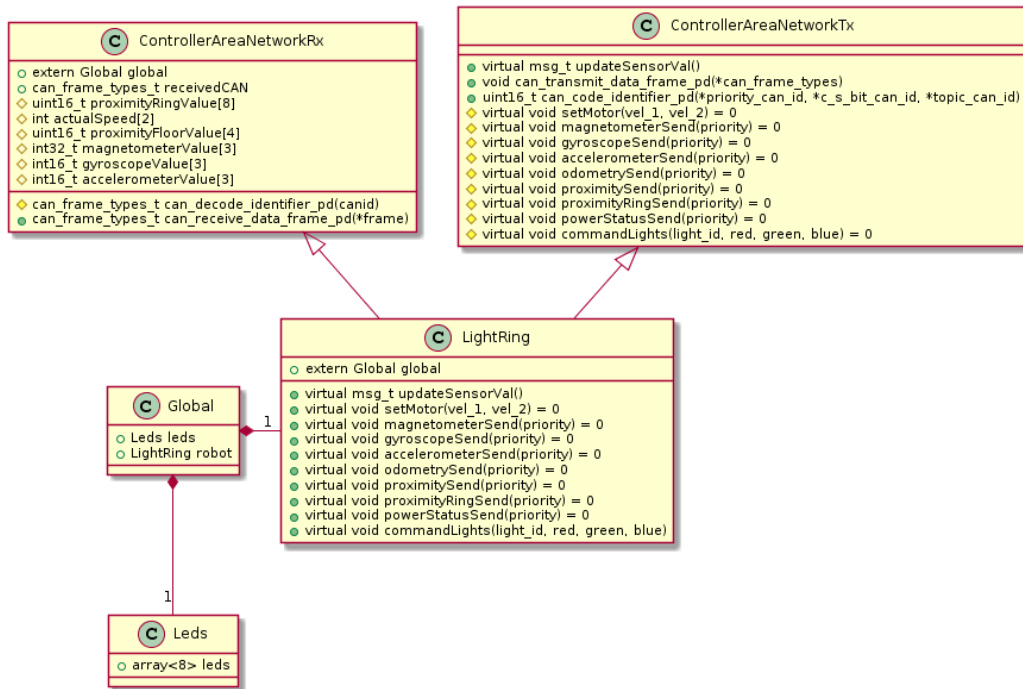 C ControllerAreaNetworkRx
extern Global global
can_frame_types_t receivedCAN
uint16_t proximityRingValue[8]
int actualSpeed[2]
uint16_t proximityFloorValue[4]
int32_t magnetometerValue[3]
int16_t gyroscopeValue[3]
int16_t accelerometerValue[3]
can_frame_types_t can_decode_identifier_pd(canid)
can_frame_types_t can_receive_data_frame_pd(*frame)
C ControllerAreaNetworkTx
virtual msg_t updateSensorVal()
void can_transmit_data_frame_pd(*can_frame_types)
uint16_t can_code_identifier_pd(*priority_can_id, *c_s_bit_can_id, *topic_can_id)
virtual void setMotor(vel_1, vel_2) = 0
virtual void magnetometerSend(priority) = 0
virtual void gyroscopeSend(priority) = 0
virtual void accelerometerSend(priority) = 0
virtual void odometrySend(priority) = 0
virtual void proximitySend(priority) = 0
virtual void proximityRingSend(priority) = 0
virtual void powerStatusSend(priority) = 0
virtual void commandLights(light_id, red, green, blue) = 0
C LightRing
extern Global global
virtual msg_t updateSensorVal()
virtual void setMotor(vel_1, vel_2) = 0
virtual void magnetometerSend(priority) = 0
virtual void gyroscopeSend(priority) = 0
virtual void accelerometerSend(priority) = 0
virtual void odometrySend(priority) = 0
virtual void proximitySend(priority) = 0
virtual void proximityRingSend(priority) = 0
virtual void powerStatusSend(priority) = 0
virtual void commandLights(light_id, red, green, blue)
C Global
Leds leds
LightRing robot
1
1
C Leds
array<8> leds